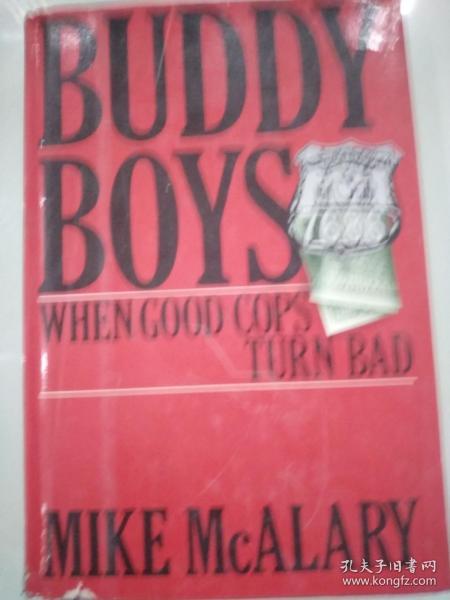 BUDDY
BOYS
WHEN GOOD COPS
TURN BAD
MIKE McALARY
孔夫子旧书网
www.kongfz.com